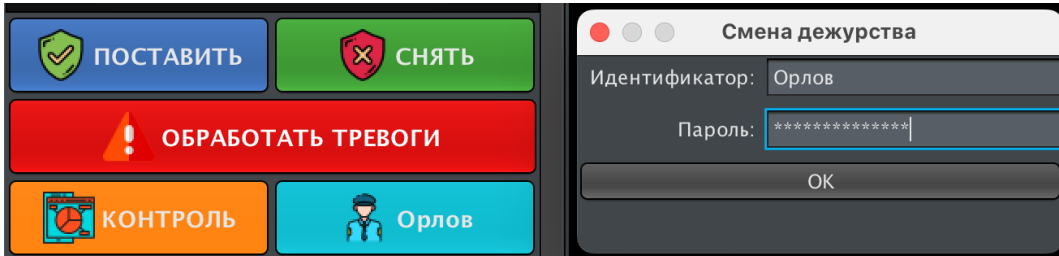 ПОСТАВИТЬ
СНЯТЬ
ОБРАБОТАТЬ ТРЕВОГИ
КОНТРОЛЬ
Орлов
Смена дежурства
Идентификатор: Орлов
Пароль: **************
OK